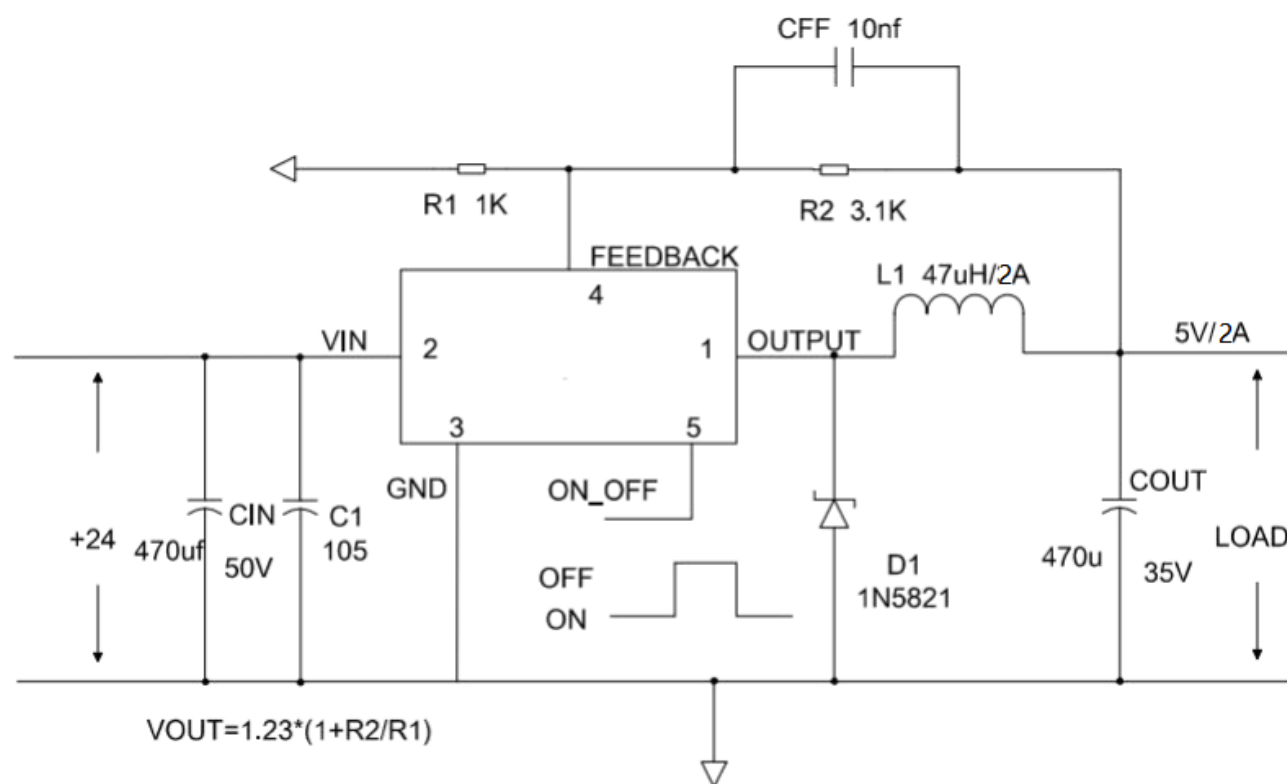 CFF 10nf
R1 1K
R2 3.1K
FEEDBACK
4
L1 47uH/2A
VIN
2
1
OUTPUT
5V/2A
3
5
GND
ON_OFF
+24
470uf
CIN
50V
C1
105
OFF
ON
D1
1N5821
COUT
470u
35V
LOAD
VOUT=1.23*(1+R2/R1)